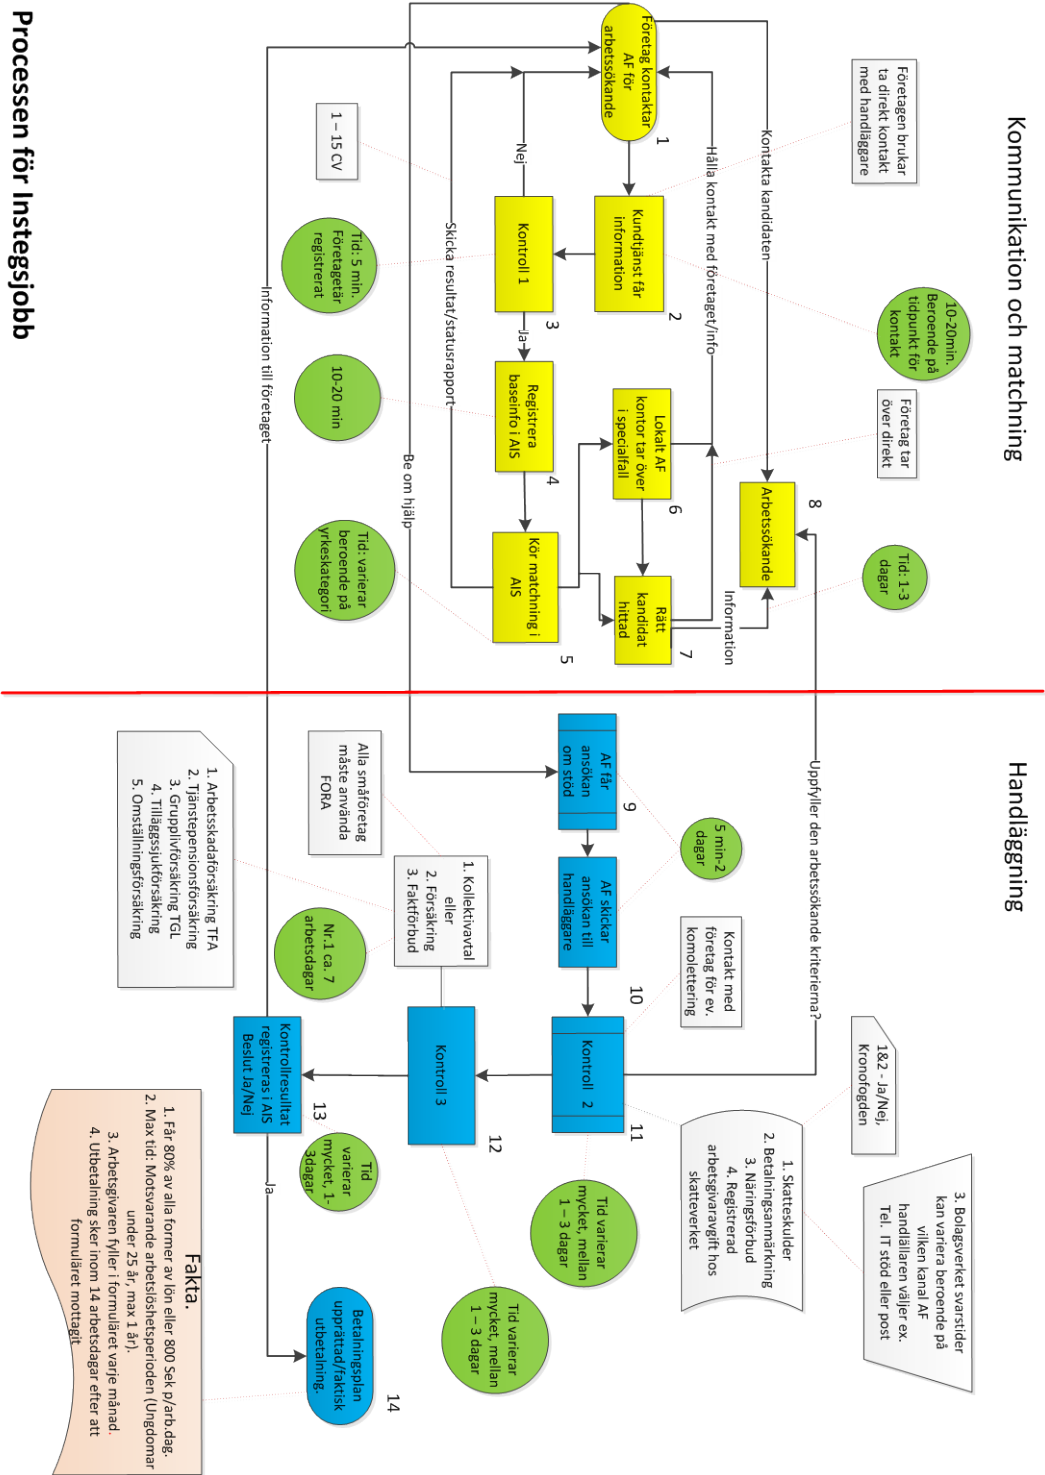 Processen för Instegsjobb
Kommunikation och matchning
Handläggning
Företagen brukar
ta direkt kontakt
med handläggare
10-20min.
Beroende på
tidpunkt för
kontakt
Företag tar
över direkt
Tid: 1-3
dagar
Kontakta kandidaten
8
Arbetssökande
Hålla kontakt med företaget/info
Information
Företag kontaktar
AF för
arbetssökande
1
Kundtjänst får
information
2
Lokalt AF
kontor tar över
i specialfall
6
Rätt
kandidat
hittad
7
Nej
Kontroll 1
3
Ja
Registrera
baseinfo i AIS
4
Kör matchning i
AIS
5
Skicka resultat/statusrapport
1 – 15 CV
Tid: 5 min.
Företagetär
registrerat
10-20 min
Tid: varierar
beroende på
yrkeskategori
Be om hjälp
Information till företaget
Uppfyller den arbetssökande kriterierna?
AF får
ansökan
om stöd
9
5 min-2
dagar
AF skickar
ansökan till
handläggare
10
Kontakt med
företag för ev.
komolettering
Kontroll 2
11
1&2 - Ja/Nej,
Kronofogden
3. Bolagsverket svarstider
kan variera beroende på
vilken kanal AF
handlällaren väljer ex.
Tel. IT stöd eller post
1. Skatteskulder
2. Betalningsanmärkning
3. Näringsförbud
4. Registrerad
arbetsgivaravgift hos
skatteverket
Tid varierar
mycket, mellan
1 – 3 dagar
Alla småföretag
måste använda
FORA
1. Kollektivavtal
eller
2. Försäkring
3. Faktförbud
Kontroll 3
12
Tid varierar
mycket, mellan
1 – 3 dagar
Nr.1 ca. 7
arbetsdagar
1. Arbetsskadaförsäkring TFA
2. Tjänstepensionsförsäkring
3. Grupplivförsäkring TGL
4. Tilläggssjukförsäkring
5. Omställningsförsäkring
Kontrollresulltat
registreras i AIS
Beslut Ja/Nej
13
Tid
varierar
mycket, 1-
3dagar
Ja
Betalningsplan
upprättad/faktisk
utbetalning.
14
Fakta.
1. Får 80% av alla former av lön eller 800 Sek p/arb.dag.
2. Max tid: Motsvarande arbetslöshetsperioden (Ungdomar
under 25 år, max 1 år).
3. Arbetsgivaren fyller i formuläret varje månad.
4. Utbetalning sker inom 14 arbetsdagar efter att
formuläret mottagit